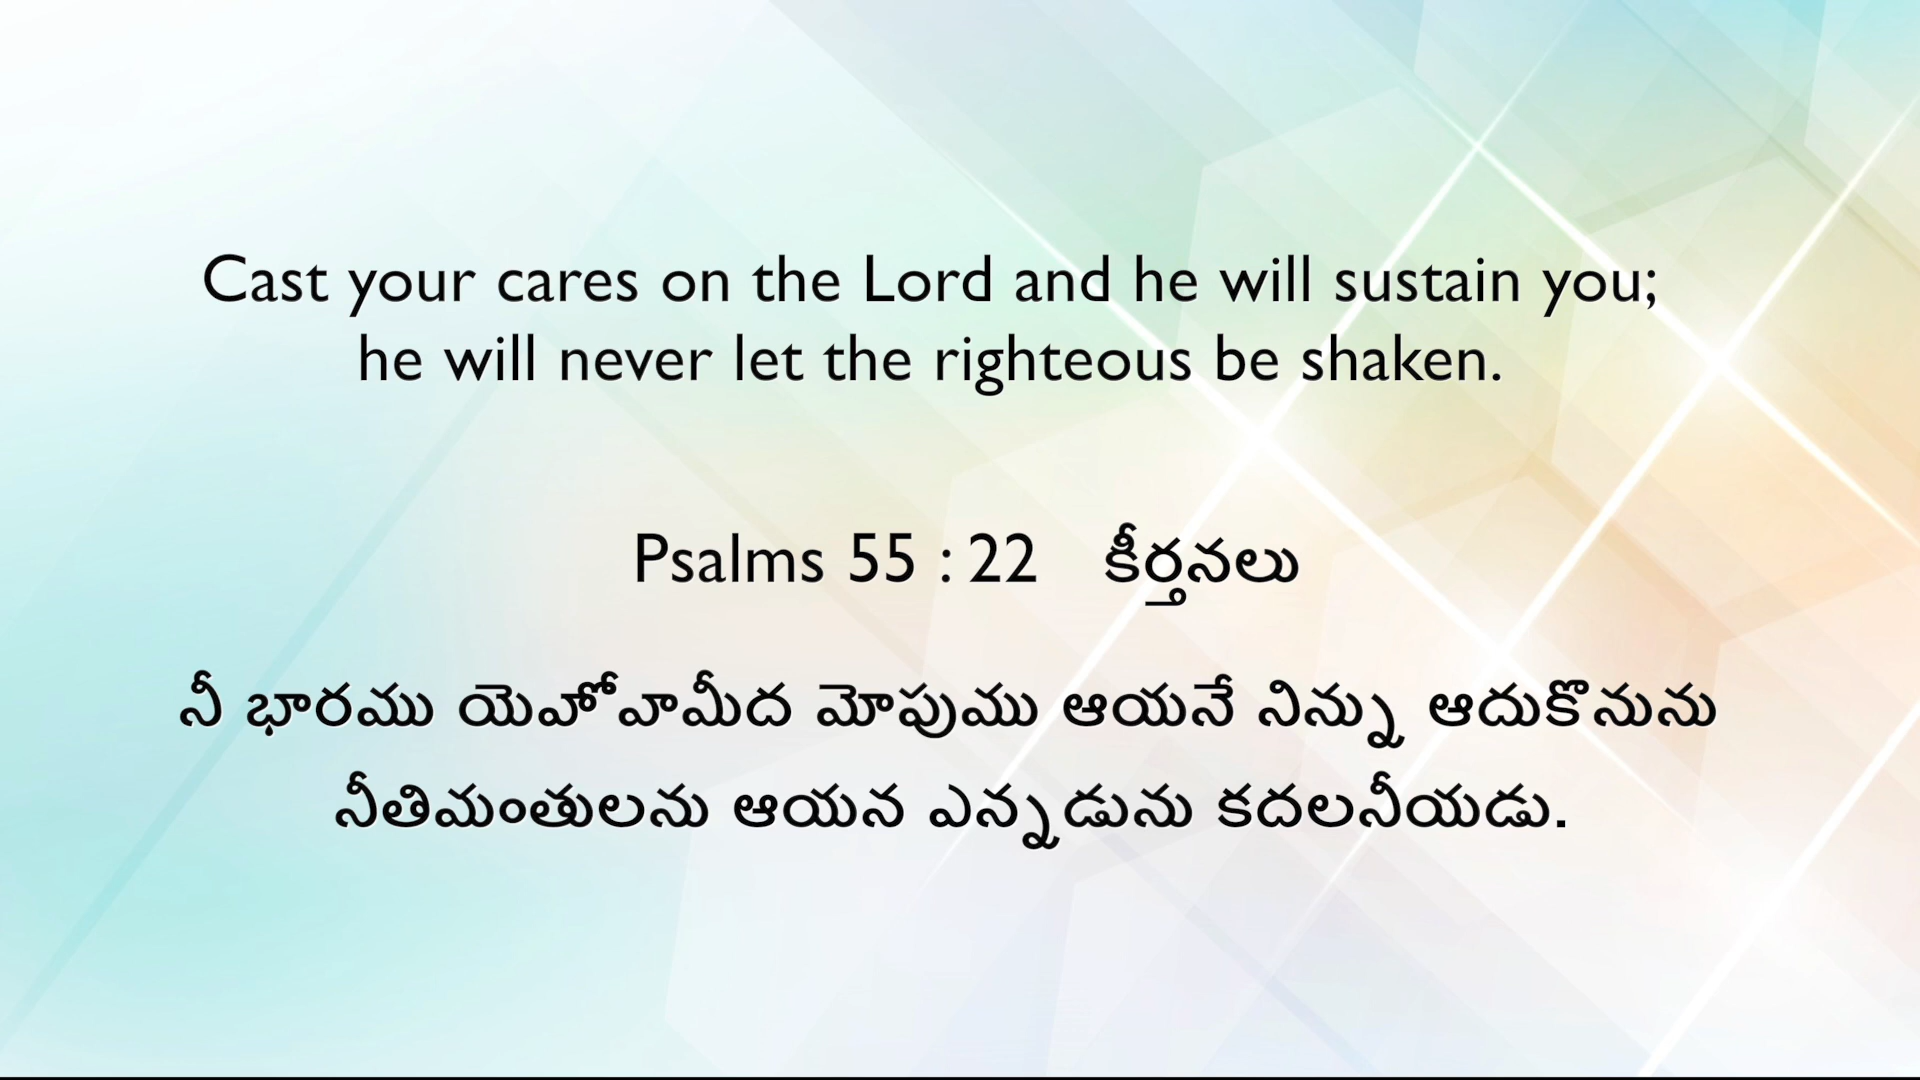 Cast your cares on the Lord and he will sustain you;
he will never let the righteous be shaken.
Psalms 55 : 22 కీర్తనలు
నీ భారము యెహోవామీద మోపుము ఆయనే నిన్ను ఆదుకొనును
నీతిమంతులను ఆయన ఎన్నడును కదలనీయడు.